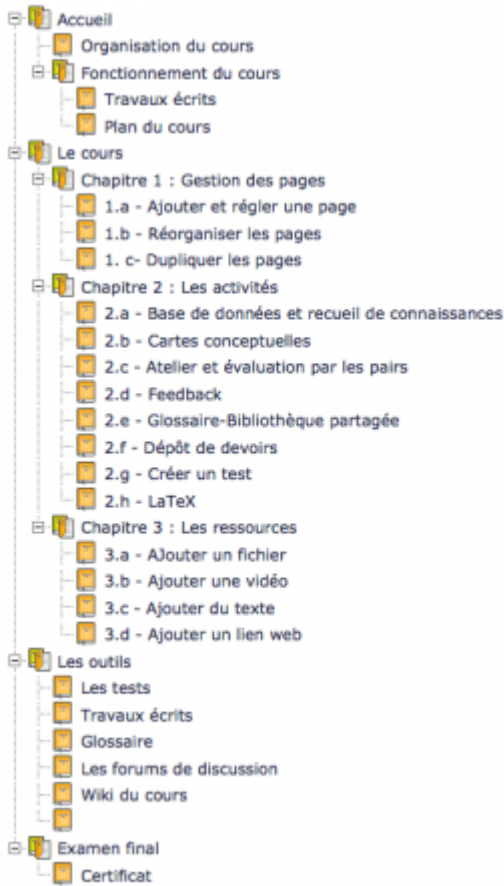 Accueil
Organisation du cours
Fonctionnement du cours
Travaux écrits
Plan du cours
Le cours
Chapitre 1 : Gestion des pages
1.a - Ajouter et régler une page
1.b - Réorganiser les pages
1. c- Dupliquer les pages
Chapitre 2 : Les activités
2.a - Base de données et recueil de connaissances
2.b - Cartes conceptuelles
2.c - Atelier et évaluation par les pairs
2.d - Feedback
2.e - Glossaire-Bibliothèque partagée
2.f - Dépôt de devoirs
2.g - Créer un test
2.h - LaTeX
Chapitre 3 : Les ressources
3.a - AJouter un fichier
3.b - Ajouter une vidéo
3.c - Ajouter du texte
3.d - Ajouter un lien web
Les outils
Les tests
Travaux écrits
Glossaire
Les forums de discussion
Wiki du cours
Examen final
Certificat